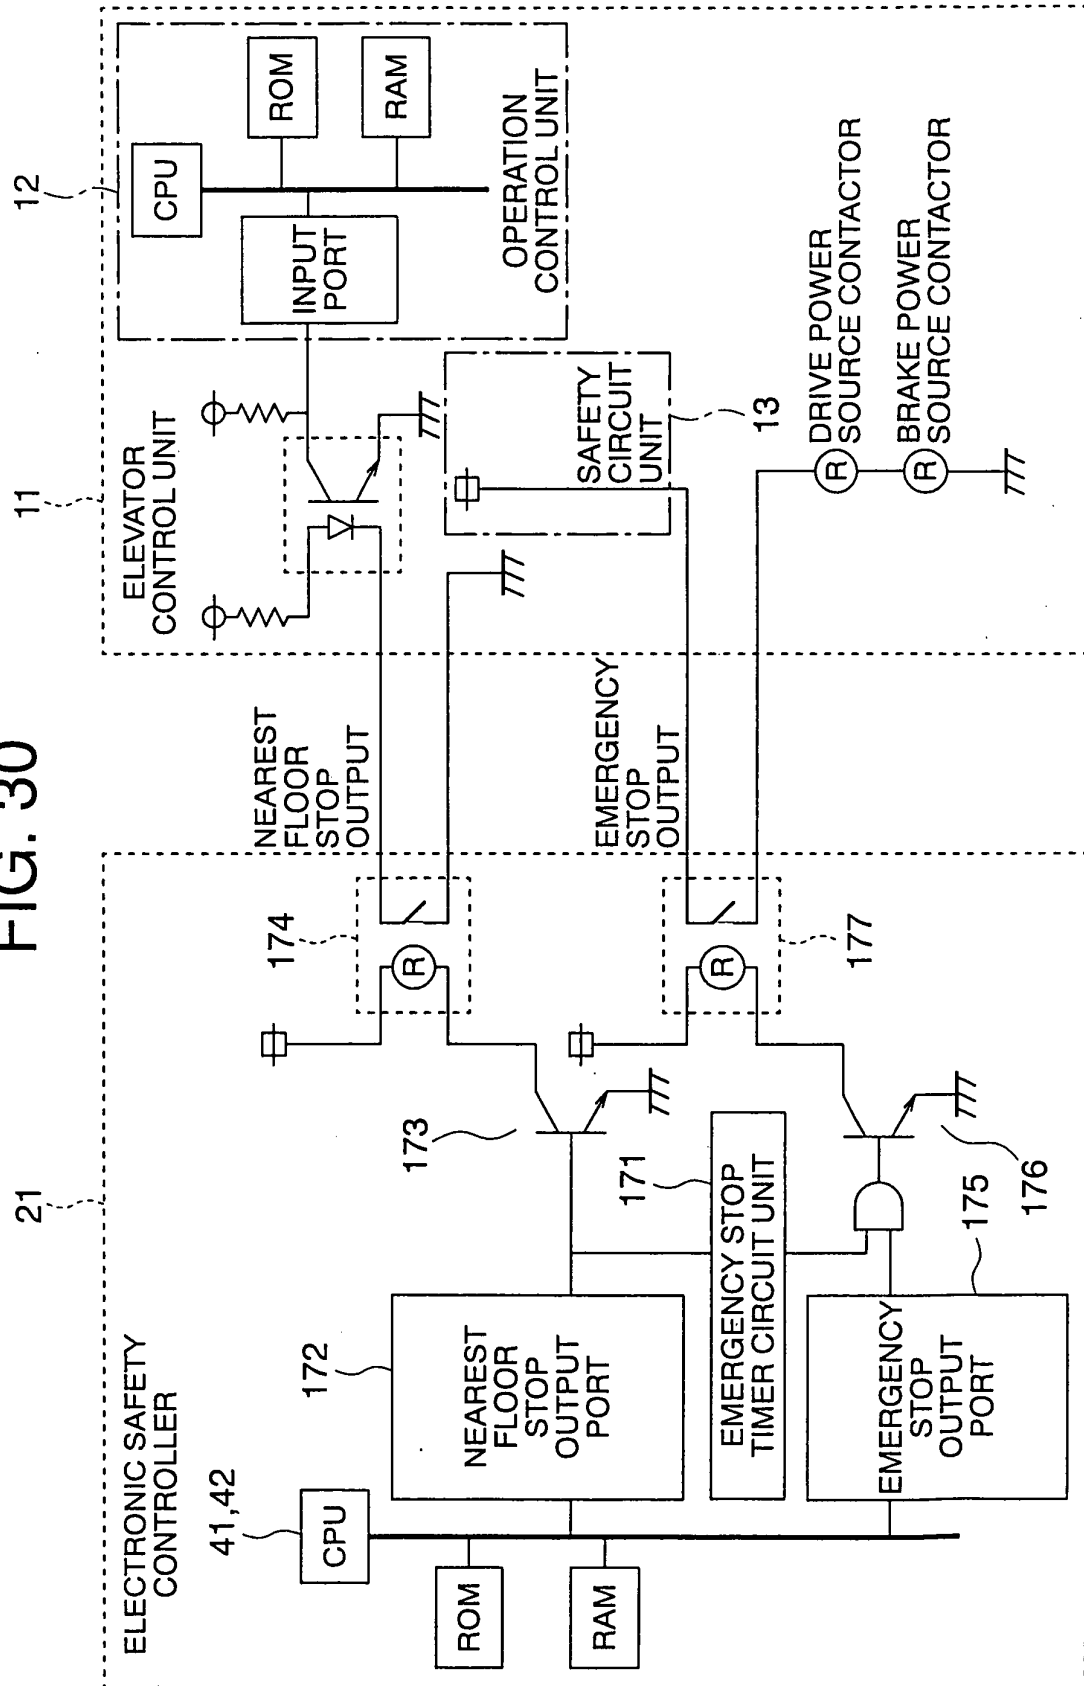 FIG. 30
21
ELECTRONIC SAFETY
CONTROLLER
41,42
CPU
ROM
RAM
172
NEAREST
FLOOR
STOP
OUTPUT
PORT
171
EMERGENCY STOP
TIMER CIRCUIT UNIT
EMERGENCY
STOP
OUTPUT
PORT
175
176
173
174
R
R
177
NEAREST
FLOOR
STOP
OUTPUT
EMERGENCY
STOP
OUTPUT
11
ELEVATOR
CONTROL UNIT
12
CPU
ROM
RAM
INPUT
PORT
OPERATION
CONTROL UNIT
SAFETY
CIRCUIT
UNIT
13
R
DRIVE POWER
SOURCE CONTACTOR
R
BRAKE POWER
SOURCE CONTACTOR